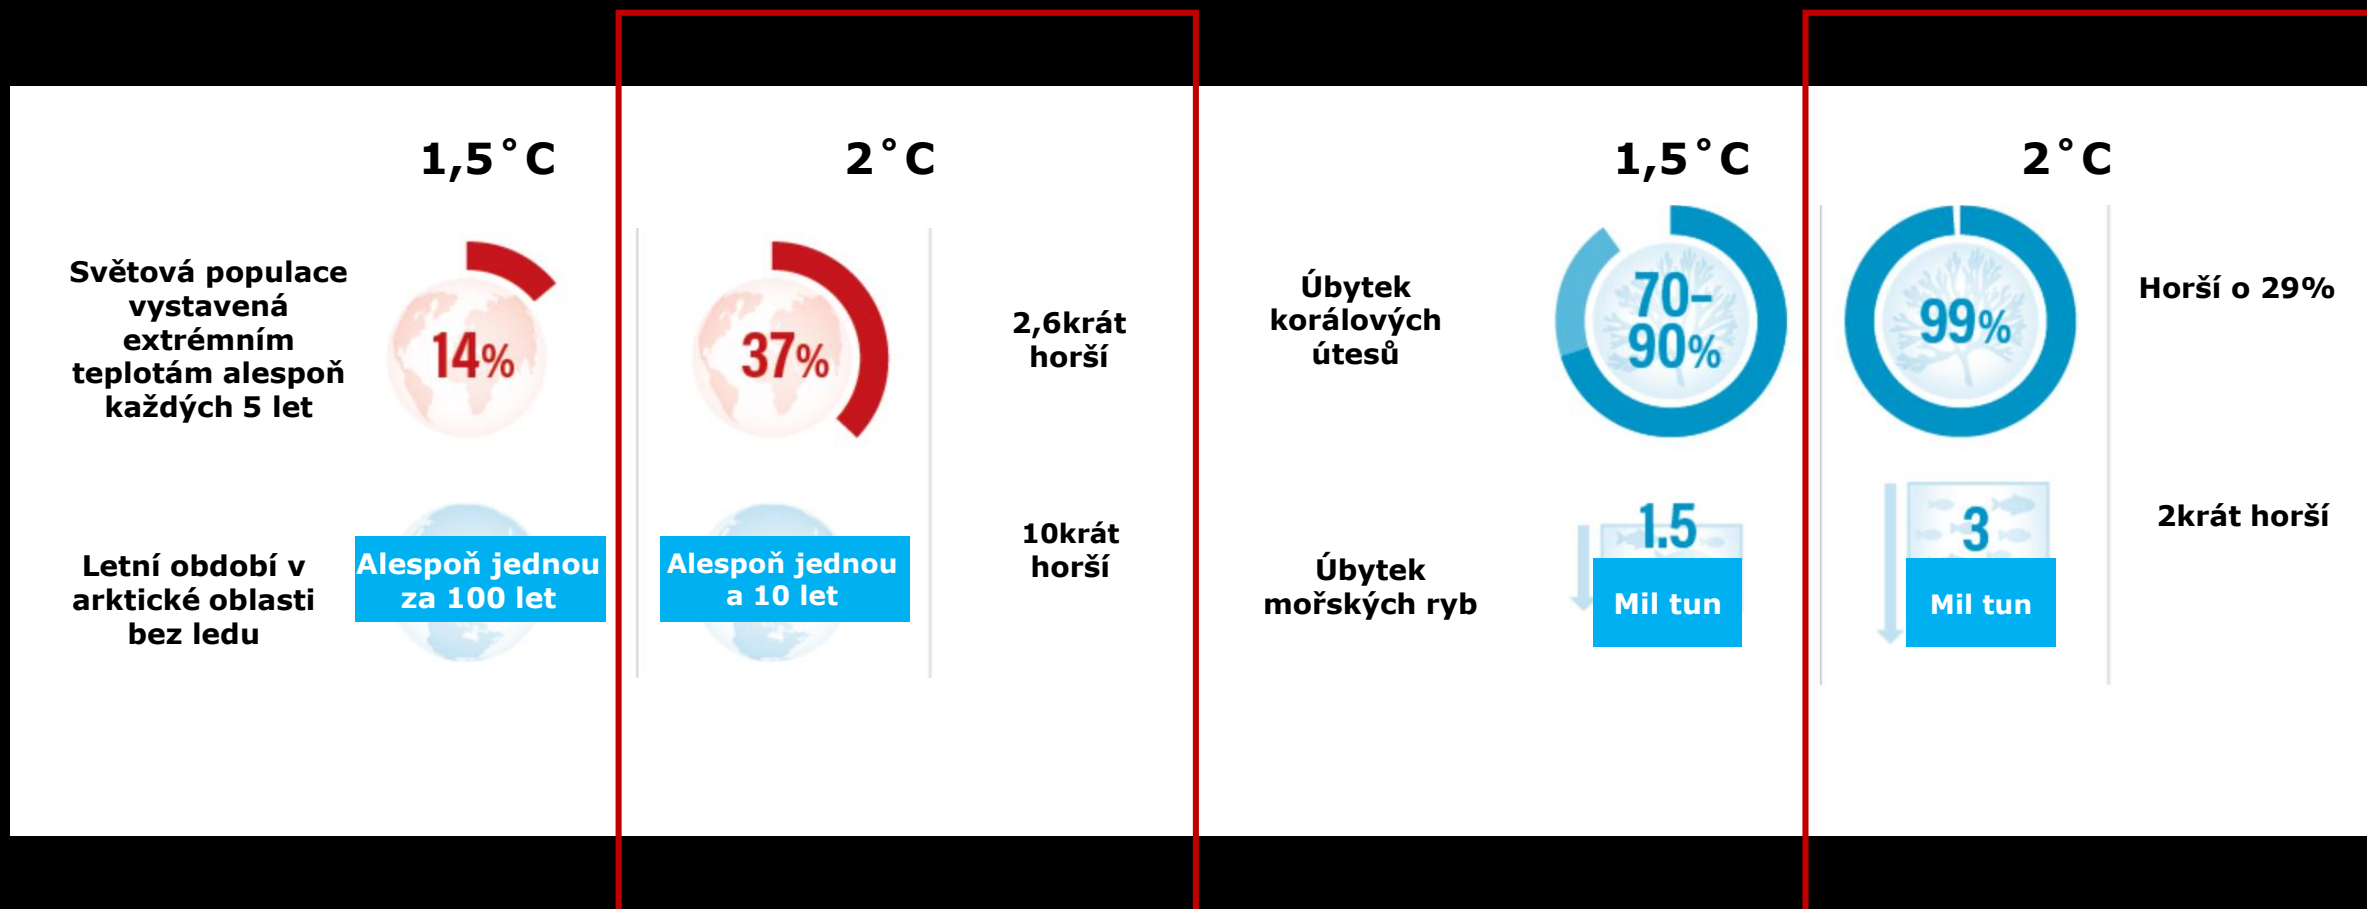 1,5˚C
2˚C
Světová populace
vystavená
extrémním
teplotám alespoň
každých 5 let
14%
37%
2,6krát
horší
Letní období v
arktické oblasti
bez ledu
Alespoň jednou
za 100 let
Alespoň jednou
a 10 let
10krát
horší
1,5˚C
2˚C
Úbytek
korálových
útesů
70–
90%
99%
Horší o 29%
Úbytek
mořských ryb
1.5
Mil tun
3
Mil tun
2krát horší